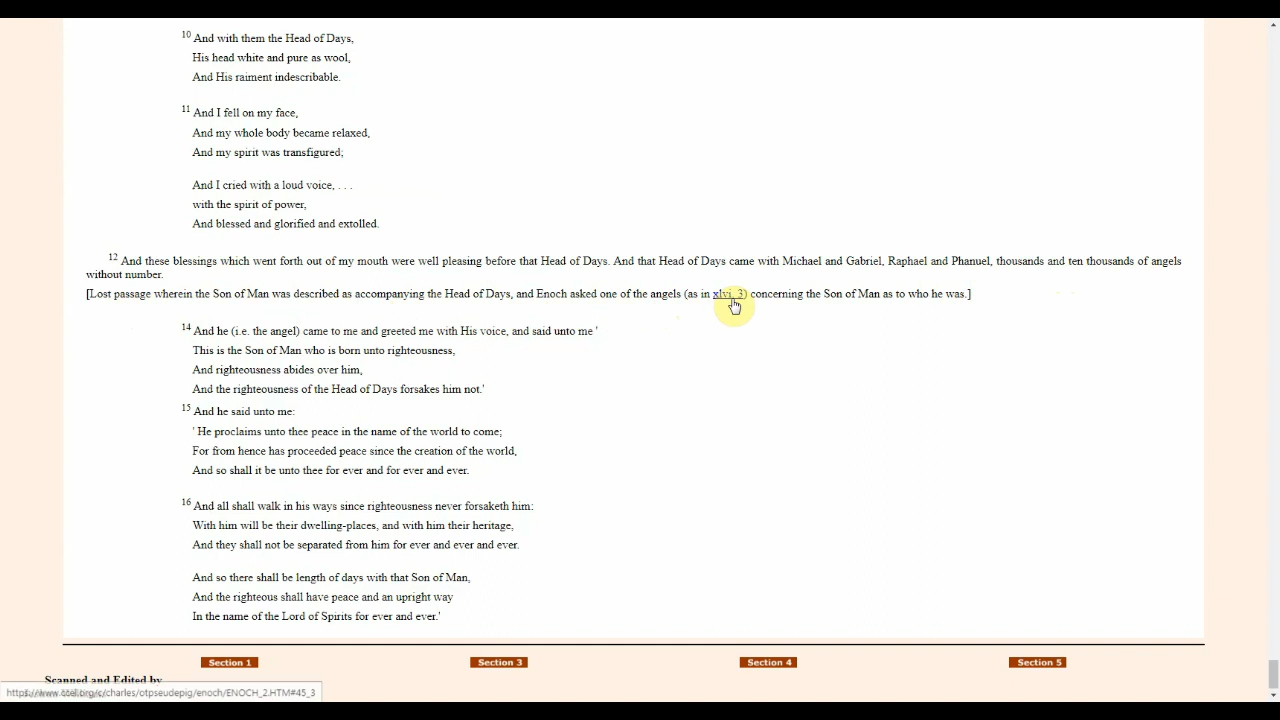 10 And with them the Head of Days,
His head white and pure as wool,
And His raiment indescribable.
11 And I fell on my face,
And my whole body became relaxed,
And my spirit was transfigured;
And I cried with a loud voice, . . .
with the spirit of power,
And blessed and glorified and extolled.
12 And these blessings which went forth out of my mouth were well pleasing before that Head of Days. And that Head of Days came with Michael and Gabriel, Raphael and Phanuel, thousands and ten thousands of angels
without number.
[Lost passage wherein the Son of Man was described as accompanying the Head of Days, and Enoch asked one of the angels (as in xlvi. 3) concerning the Son of Man as to who he was.]
14 And he (i.e. the angel) came to me and greeted me with His voice, and said unto me '
This is the Son of Man who is born unto righteousness,
And righteousness abides over him,
And the righteousness of the Head of Days forsakes him not.'
15 And he said unto me:
' He proclaims unto thee peace in the name of the world to come;
For from hence has proceeded peace since the creation of the world,
And so shall it be unto thee for ever and for ever and ever.
16 And all shall walk in his ways since righteousness never forsaketh him:
With him will be their dwelling-places, and with him their heritage,
And they shall not be separated from him for ever and ever and ever.
And so there shall be length of days with that Son of Man,
And the righteous shall have peace and an upright way
In the name of the Lord of Spirits for ever and ever.'
Section 1 Section 3 Section 4 Section 5
Scanned and Edited by
/charles/otpseudepig/enoch/ENOCH_2.HTM#45_3